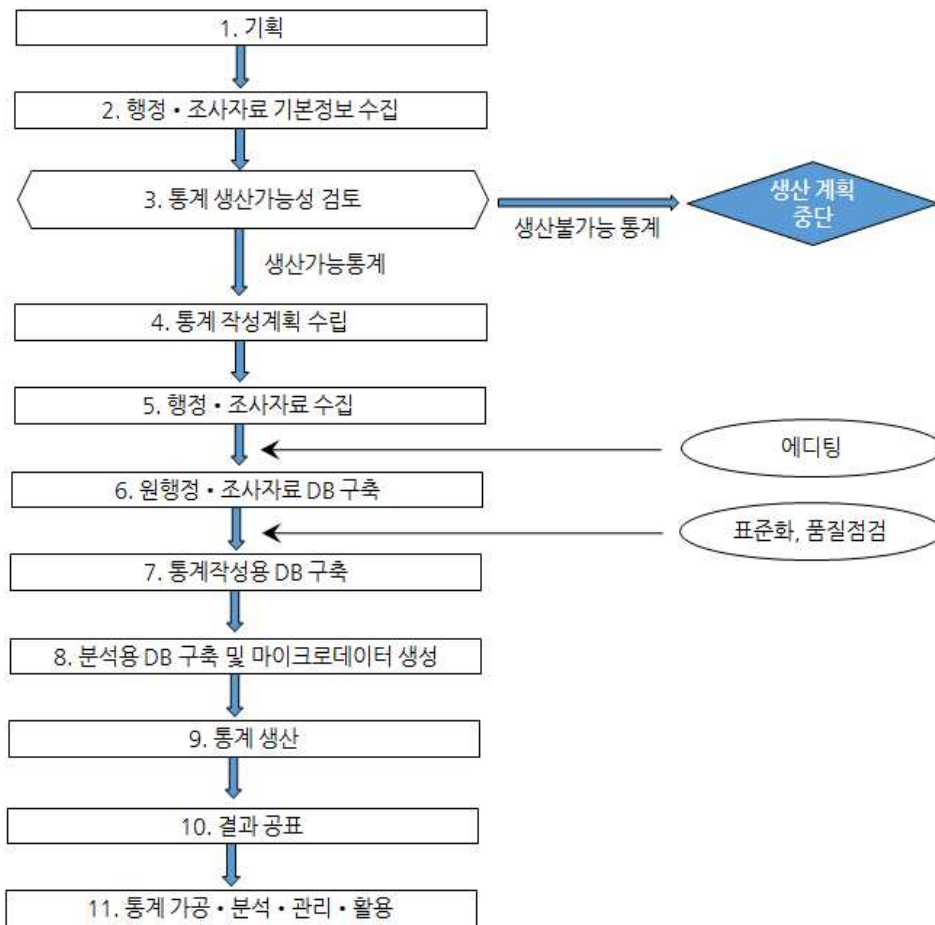 1. 기획
2. 행정・조사자료 기본정보 수집
3. 통계 생산가능성 검토
생산 계획
중단
생산불가능 통계
생산가능통계
4. 통계 작성계획 수립
5. 행정・조사자료 수집
에디팅
6. 원행정・조사자료 DB 구축
표준화, 품질점검
7. 통계작성용 DB 구축
8. 분석용 DB 구축 및 마이크로데이터 생성
9. 통계 생산
10. 결과 공표
11. 통계 가공・분석・관리・활용